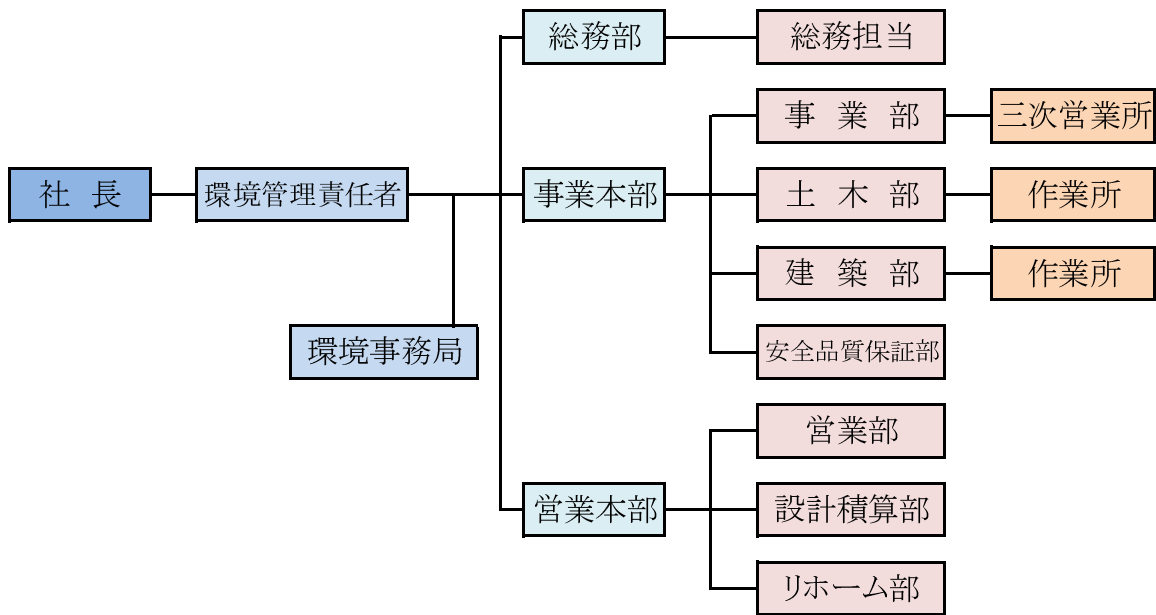 総務部
総務担当
事業部
三次営業所
社長
環境管理責任者
事業本部
土木部
作業所
建築部
作業所
環境事務局
安全品質保証部
営業部
営業本部
設計積算部
リホーム部